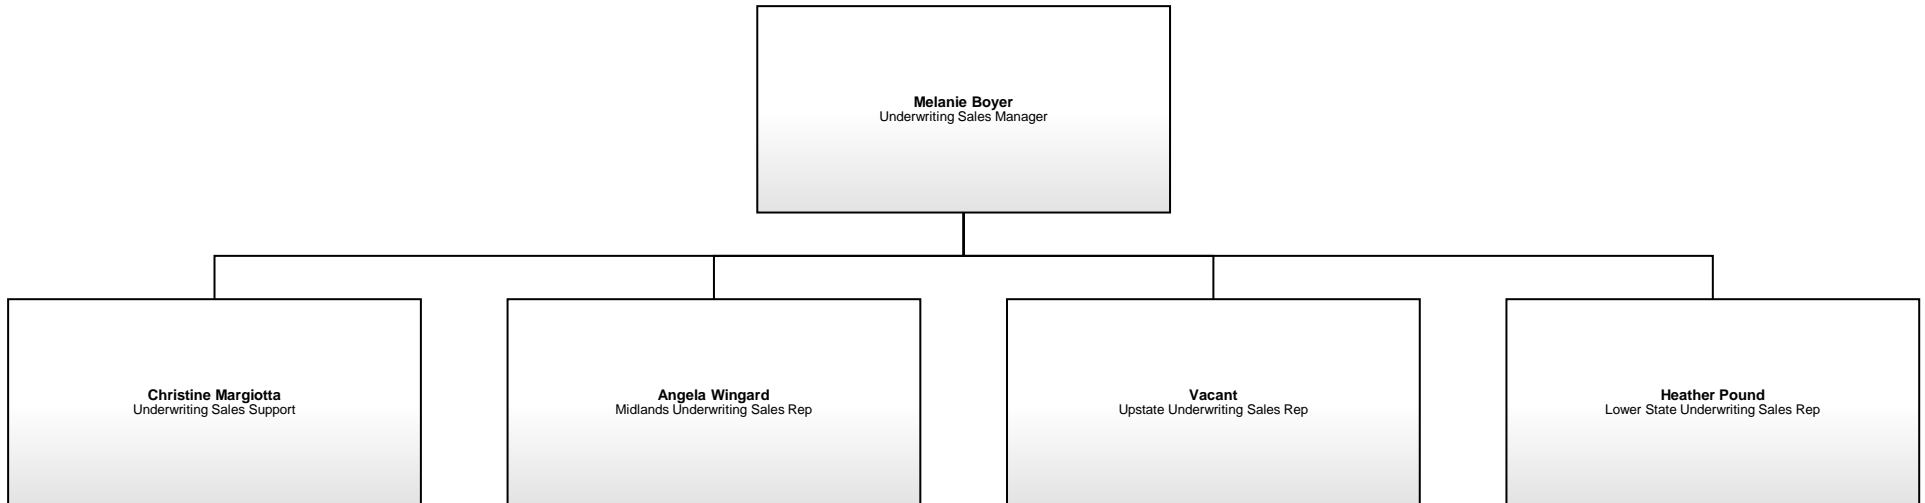 Melanie Boyer
Underwriting Sales Manager
Christine Margiotta
Underwriting Sales Support
Angela Wingard
Midlands Underwriting Sales Rep
Vacant
Upstate Underwriting Sales Rep
Heather Pound
Lower State Underwriting Sales Rep